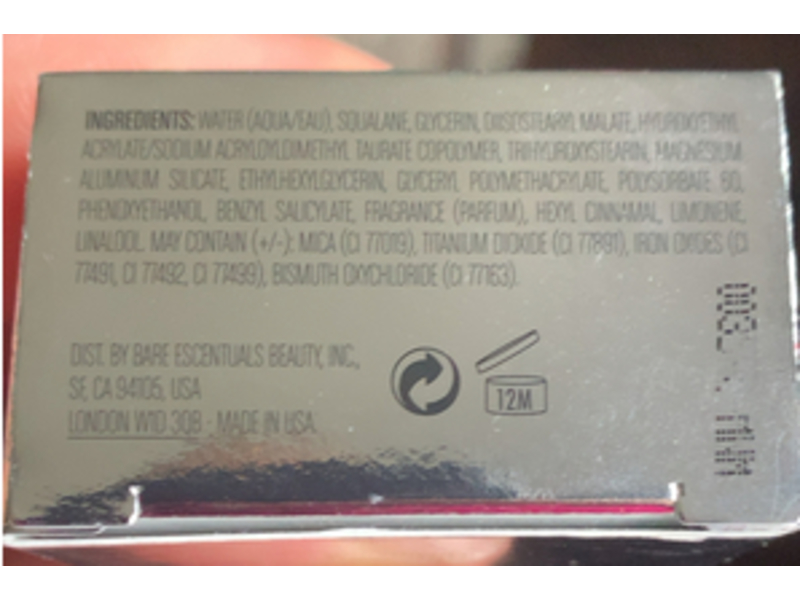 INGREDIENTS: WATER (AQUA/EAU), SQUALANE, GLYCERIN, DIISOSTEARYL MALATE, HYDROXYETHYL
ACRYLATE/SODIUM ACRYLOYLDIMETHYL TAURATE COPOLYMER, TRIHYDROXYSTEARIN, MAGNESIUM
ALUMINUM SILICATE, ETHYLHEXYLGLYCERIN, GLYCERYL POLYMETHACRYLATE, POLYSORBATE 60,
PHENOXYETHANOL, BENZYL SALICYLATE, FRAGRANCE (PARFUM), HEXYL CINNAMAL, LIMONENE,
LINALOOL. MAY CONTAIN (+/-): MICA (CI 77019), TITANIUM DIOXIDE (CI 77891), IRON OXIDES (CI
77491, CI 77492, CI 77499), BISMUTH OXYCHLORIDE (CI 77163).
DIST. BY BARE ESCENTUALS BEAUTY, INC.,
SF, CA 94105, USA
LONDON W1D 3QB - MADE IN USA
12M